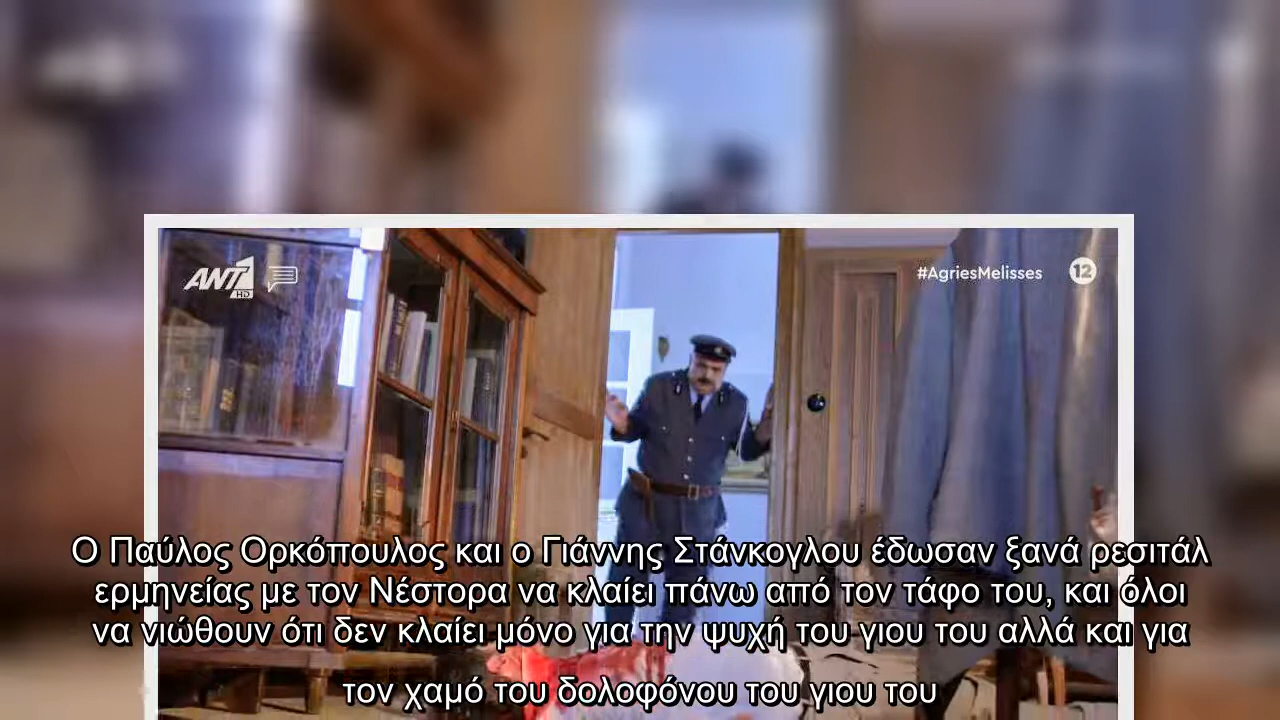 ANT1
HD
#AgriesMelisses
12
Ο Παύλος Ορκόπουλος και ο Γιάννης Στάνκογλου έδωσαν ξανά ρεσιτάλ
ερμηνείας με τον Νέστορα να κλαίει πάνω από τον τάφο του, και όλοι
να νιώθουν ότι δεν κλαίει μόνο για την ψυχή του γιου του αλλά και για
τον χαμό του δολοφόνου του γιου του